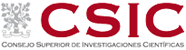 CSIC
CONSEJO SUPERIOR DE INVESTIGACIONES CIENTÍFICAS